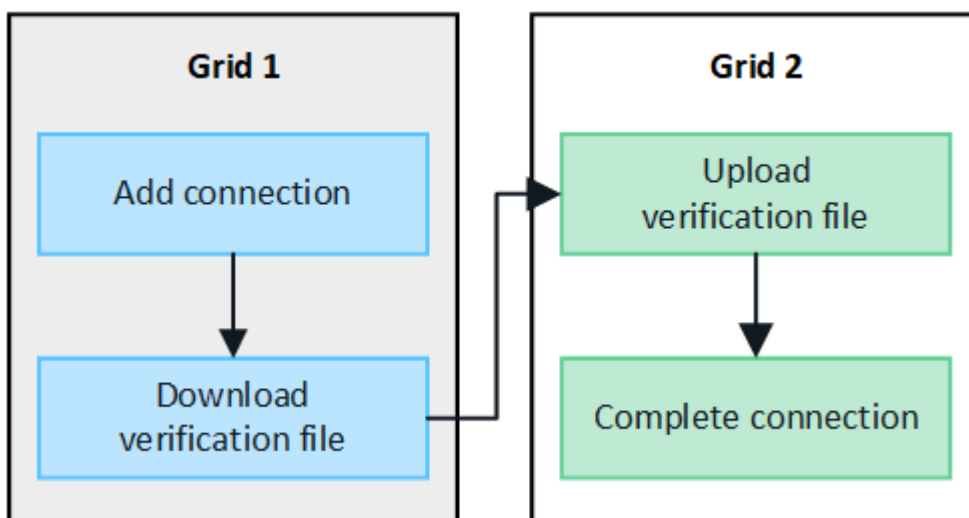 Grid 1
Add connection
Download
verification file
Grid 2
Upload
verification file
Complete connection